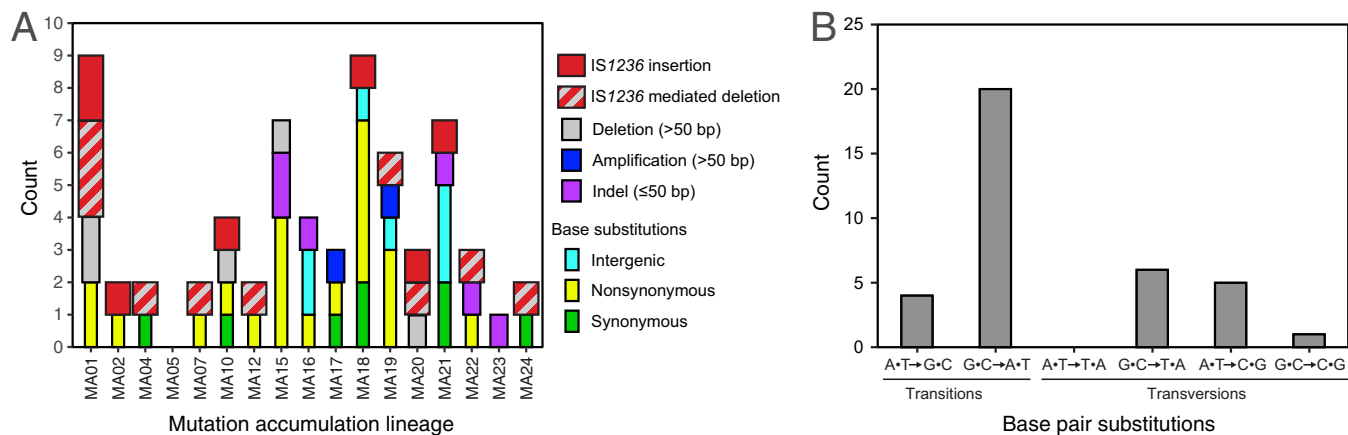 A
10
9
8
7
6
5
4
3
2
1
0
Count
MA01 MA02 MA04 MA05 MA07 MA10 MA12 MA15 MA16 MA17 MA18 MA19 MA20 MA21 MA22 MA23 MA24
Mutation accumulation lineage
IS1236 insertion
IS1236 mediated deletion
Deletion (>50 bp)
Amplification (>50 bp)
Indel (≤50 bp)
Base substitutions
Intergenic
Nonsynonymous
Synonymous
B
25
20
15
10
5
0
Count
A•T→G•C G•C→A•T A•T→T•A G•C→T•A A•T→C•G G•C→C•G
Transitions Transversions
Base pair substitutions